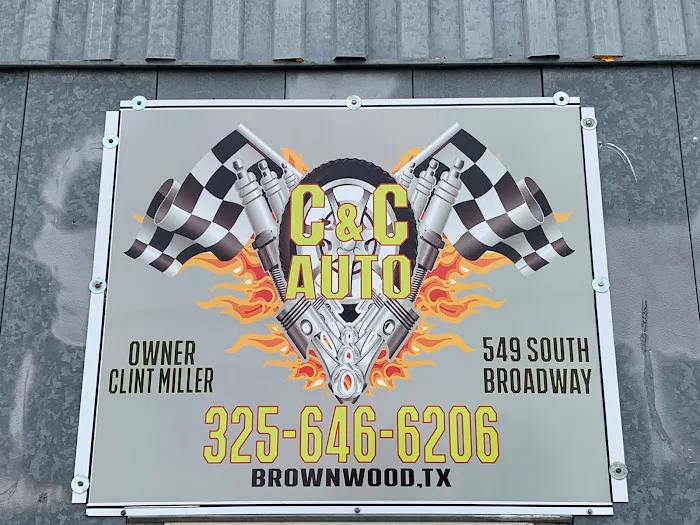 C & C
AUTO
OWNER
CLINT MILLER
549 SOUTH
BROADWAY
325-646-6206
BROWNWOOD,TX